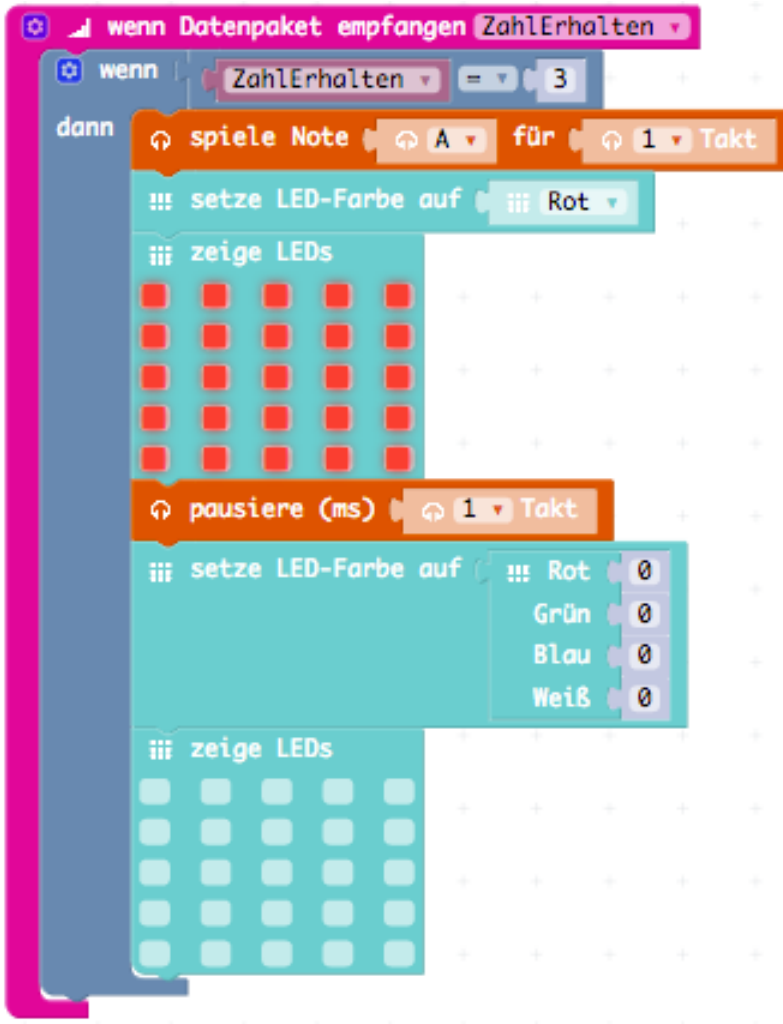 wenn Datenpaket empfangen ZahlErhalten
wenn ZahlErhalten = 3
dann spiele Note A für 1 Takt
setze LED-Farbe auf Rot
zeige LEDs
pausiere (ms) 1 Takt
setze LED-Farbe auf Rot 0
Grün 0
Blau 0
Weiß 0
zeige LEDs